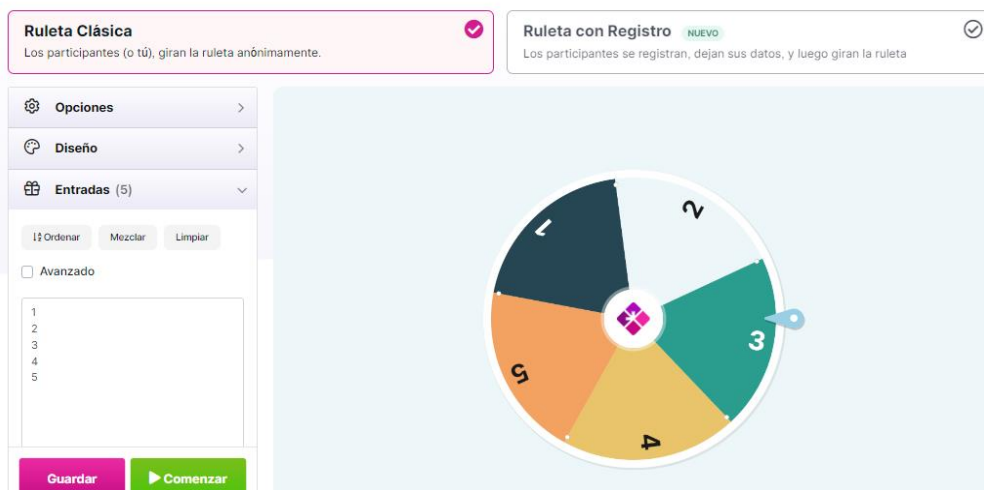 Ruleta Clásica
Los participantes (o tú), giran la ruleta anónimamente.
Ruleta con Registro NUEVO
Los participantes se registran, dejan sus datos, y luego giran la ruleta
Opciones
Diseño
Entradas (5)
Ordenar Mezclar Limpiar
Avanzado
1
2
3
4
5
Guardar Comenzar
1
2
3
4
5